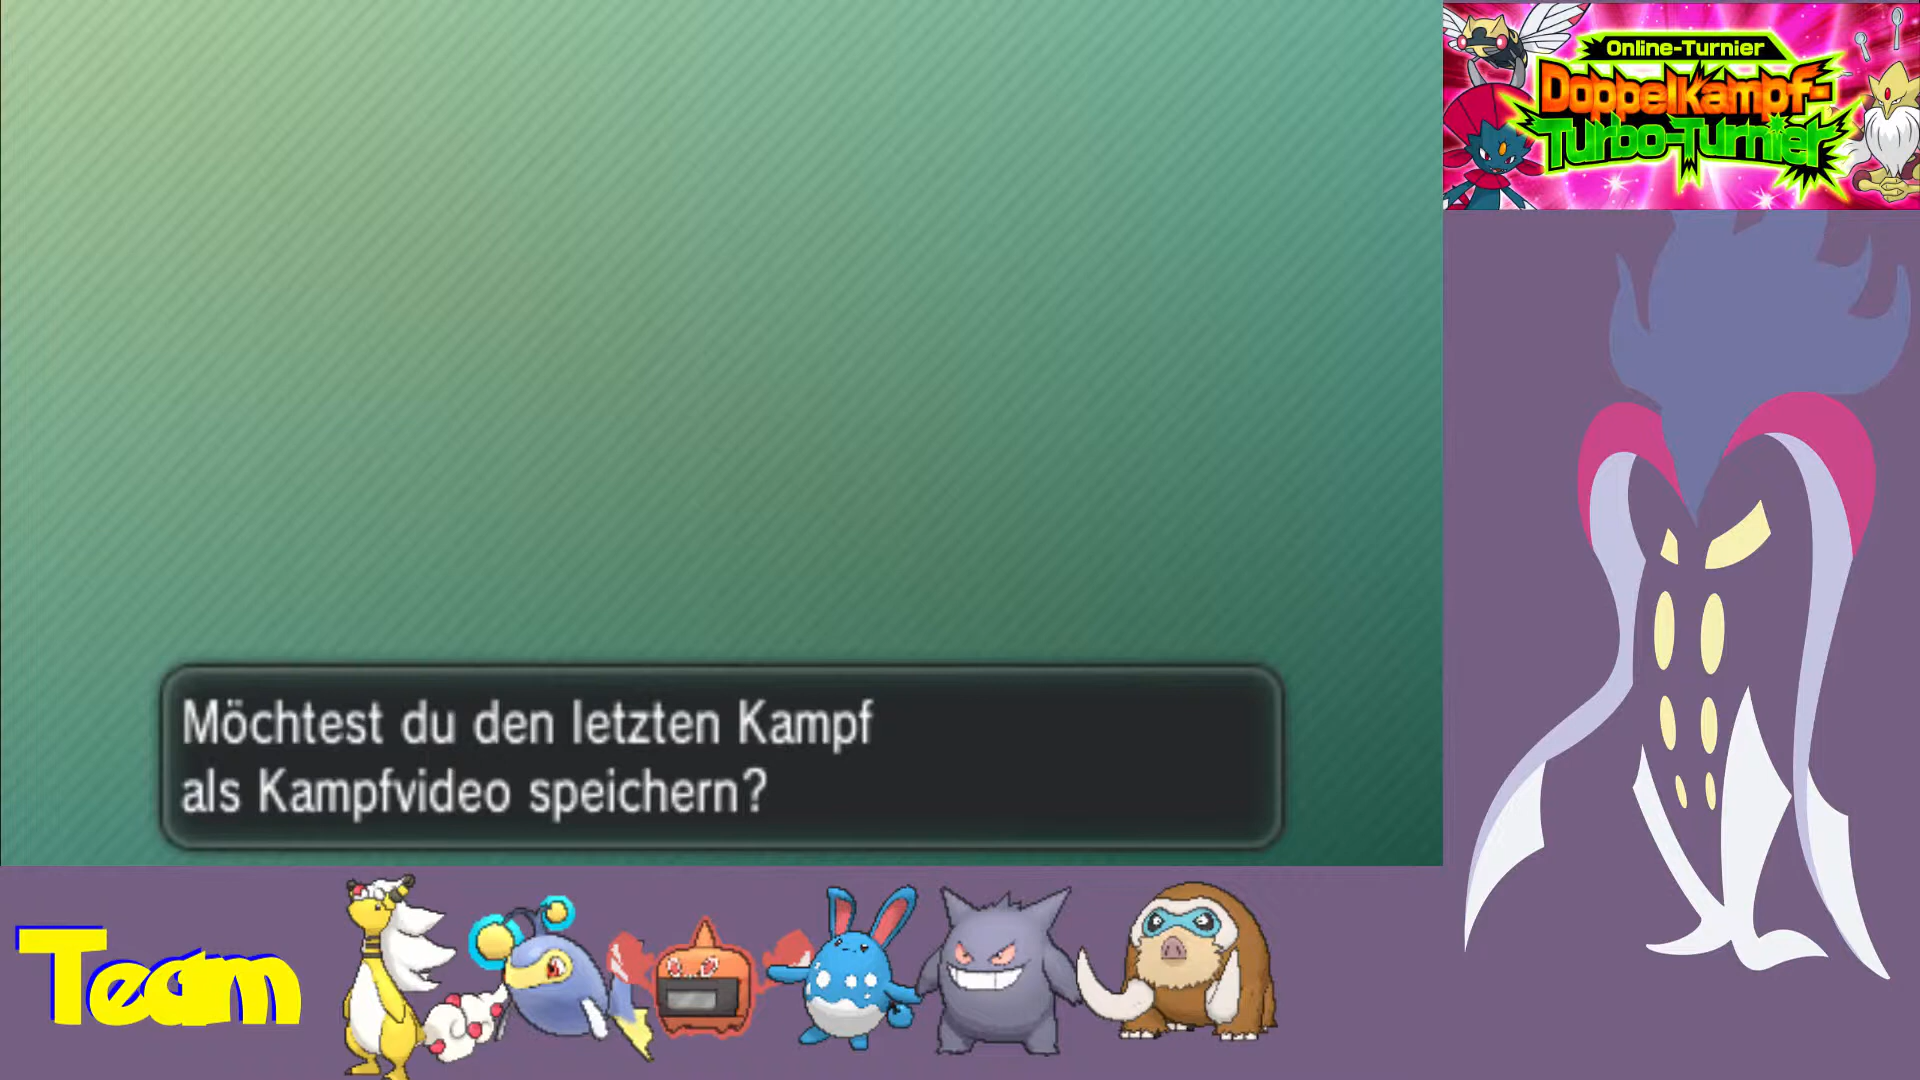 Online-Turnier
Doppelkampf-
Turbo-Turnier
Möchtest du den letzten Kampf
als Kampfvideo speichern?
Team